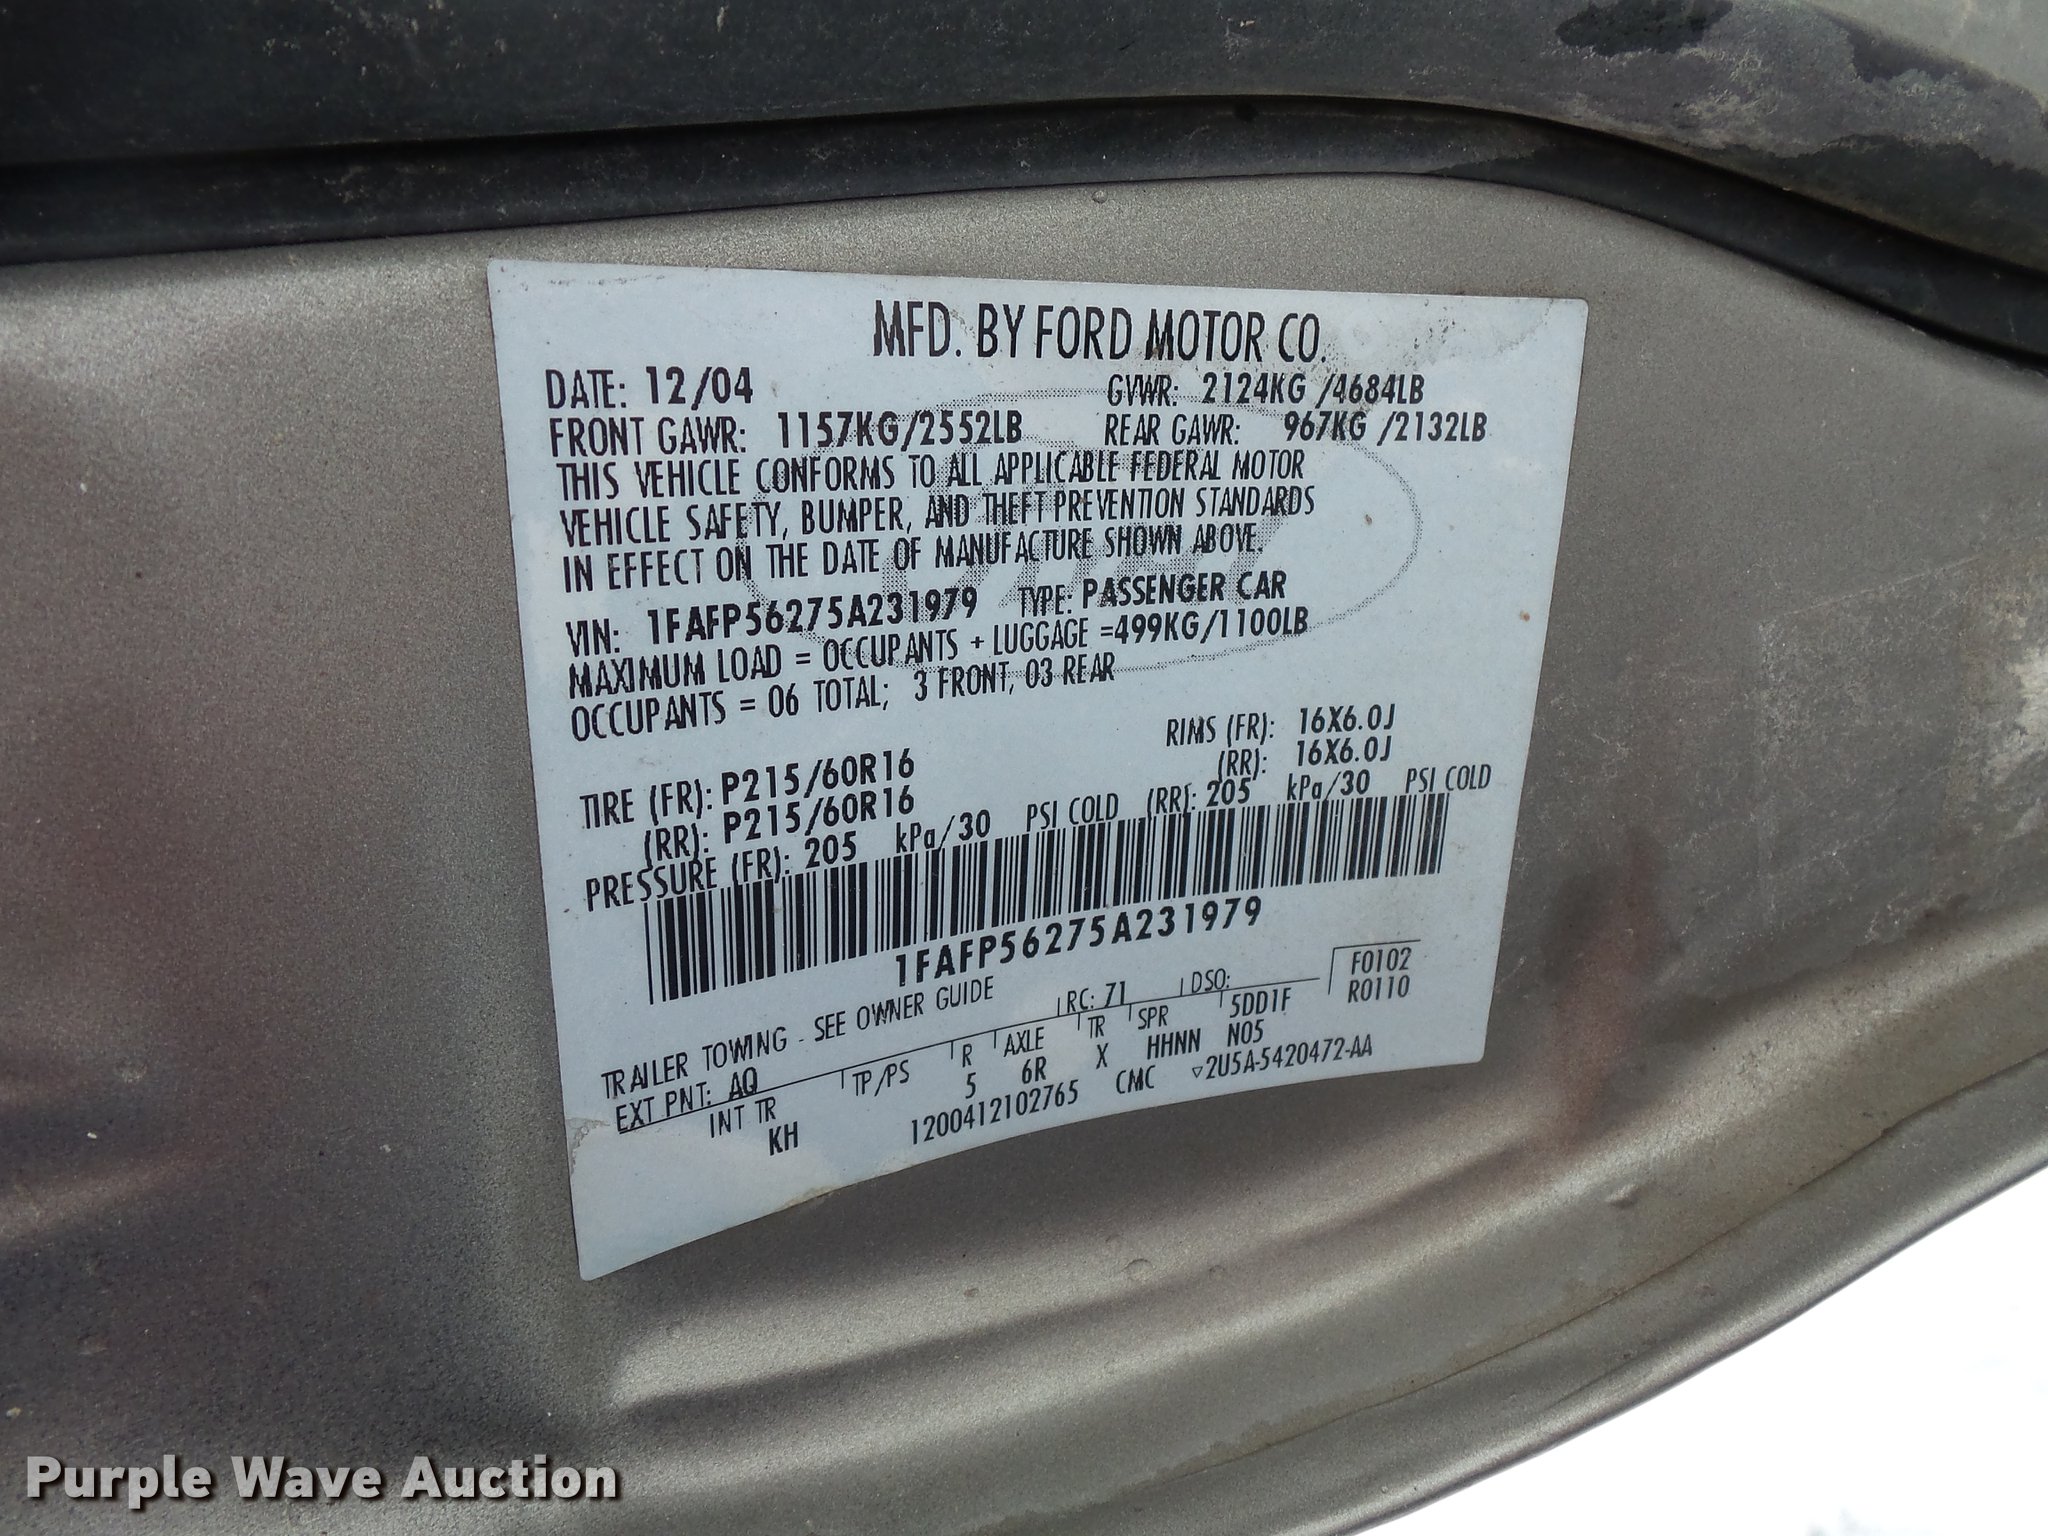 MFD. BY FORD MOTOR CO.
DATE: 12/04 GVWR: 2124KG /4684LB
FRONT GAWR: 1157KG/2552LB REAR GAWR: 967KG /2132LB
THIS VEHICLE CONFORMS TO ALL APPLICABLE FEDERAL MOTOR
VEHICLE SAFETY, BUMPER, AND THEFT PREVENTION STANDARDS
IN EFFECT ON THE DATE OF MANUFACTURE SHOWN ABOVE.
VIN: 1FAFP56275A231979 TYPE: PASSENGER CAR
MAXIMUM LOAD = OCCUPANTS + LUGGAGE =499KG/1100LB
OCCUPANTS = 06 TOTAL; 3 FRONT, 03 REAR
TIRE (FR): P215/60R16 RIMS (FR): 16X6.0J
(RR): P215/60R16 (RR): 16X6.0J
PRESSURE (FR): 205 kPa/30 PSI COLD (RR): 205 kPa/30 PSI COLD
1FAFP56275A231979
TRAILER TOWING - SEE OWNER GUIDE
EXT PNT: AQ RC: 71 DSO: F0102
INT TR TP/PS R AXLE TR SPR 5DD1F R0110
KH 5 6R X HHNN N05
1200412102765 CMC ▽2U5A-5420472-AA
Purple Wave Auction